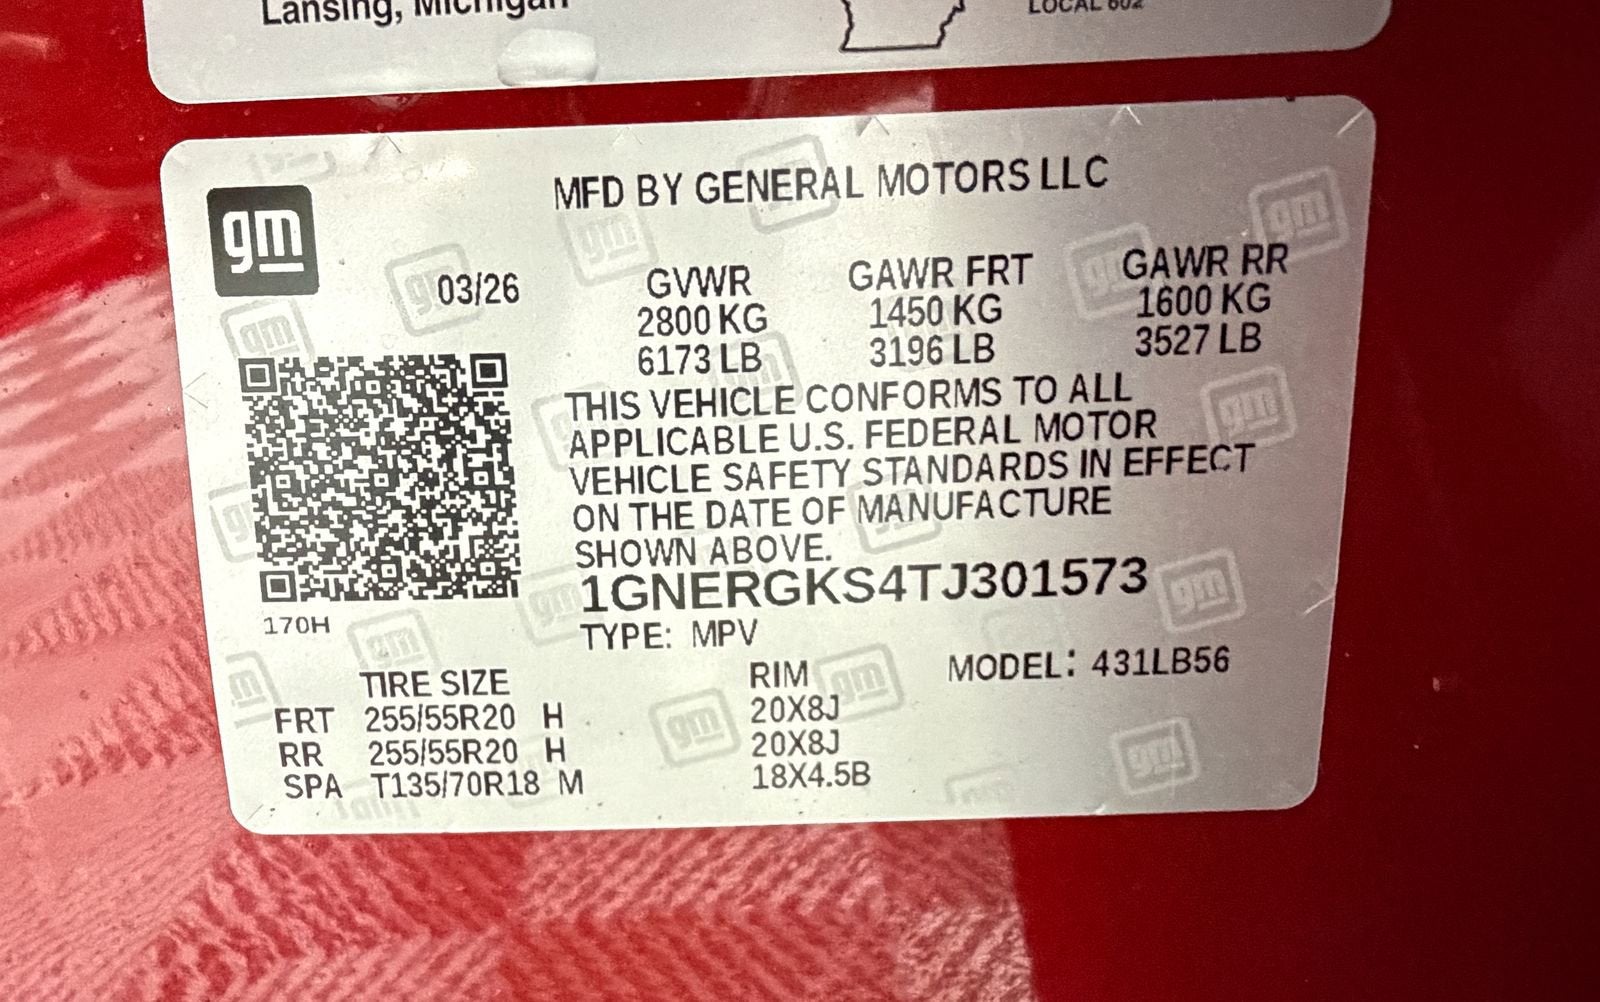 Lansing, Michigan
LOCAL 602
MFD BY GENERAL MOTORS LLC
gm
03/26 GVWR GAWR FRT GAWR RR
2800 KG 1450 KG 1600 KG
6173 LB 3196 LB 3527 LB
THIS VEHICLE CONFORMS TO ALL
APPLICABLE U.S. FEDERAL MOTOR
VEHICLE SAFETY STANDARDS IN EFFECT
ON THE DATE OF MANUFACTURE
SHOWN ABOVE.
1GNERGKS4TJ301573
170H
TYPE: MPV
MODEL: 431LB56
TIRE SIZE RIM
FRT 255/55R20 H 20X8J
RR 255/55R20 H 20X8J
SPA T135/70R18 M 18X4.5B